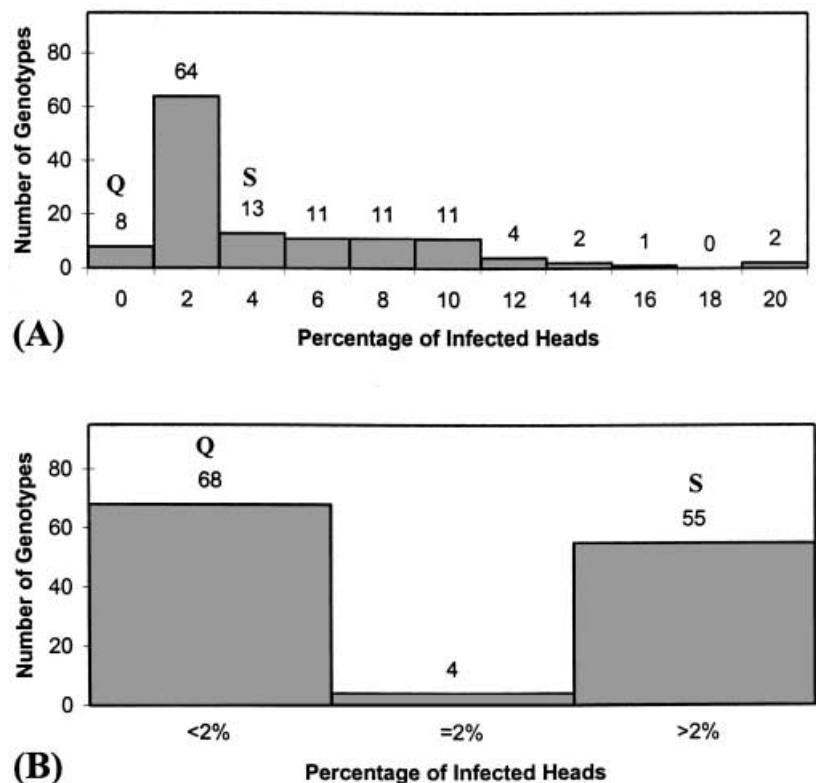 Number of Genotypes
80
60
40
20
0
64
Q
8
S
13
11
11
11
4
2
1
0
2
0 2 4 6 8 10 12 14 16 18 20
(A)
Percentage of Infected Heads
Number of Genotypes
80
60
40
20
0
Q
68
4
S
55
<2% =2% >2%
(B)
Percentage of Infected Heads